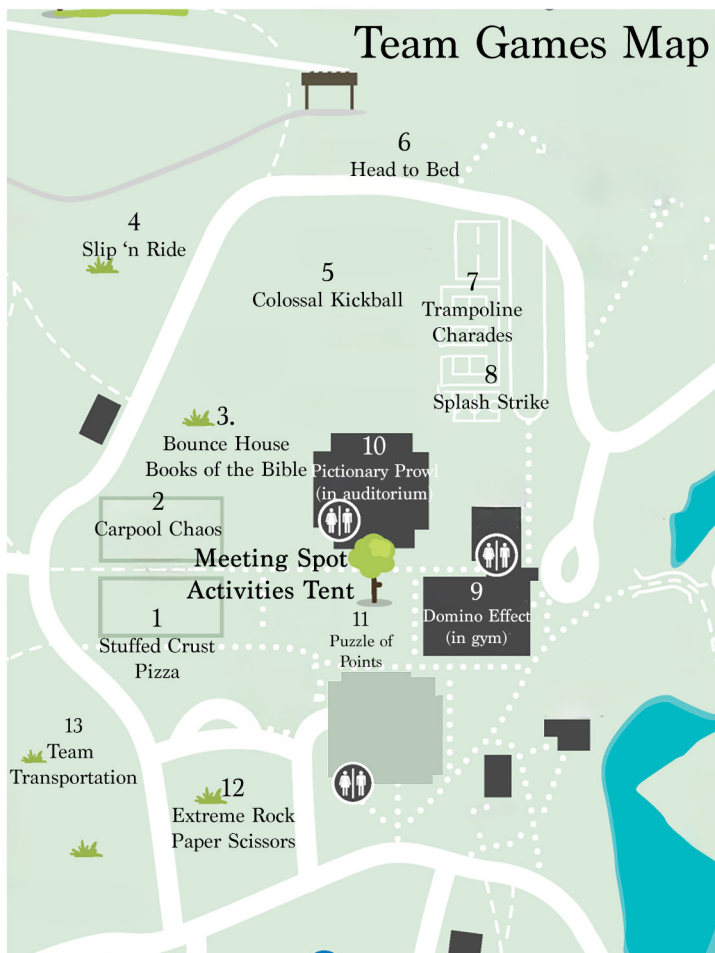 Team Games Map
6
Head to Bed
4
Slip ‘n Ride
5
Colossal Kickball
7
Trampoline
Charades
8
Splash Strike
3.
Bounce House
Books of the Bible
10
Pictionary Prowl
(in auditorium)
2
Carpool Chaos
Meeting Spot
Activities Tent
9
Domino Effect
(in gym)
1
Stuffed Crust
Pizza
11
Puzzle of
Points
13
Team
Transportation
12
Extreme Rock
Paper Scissors